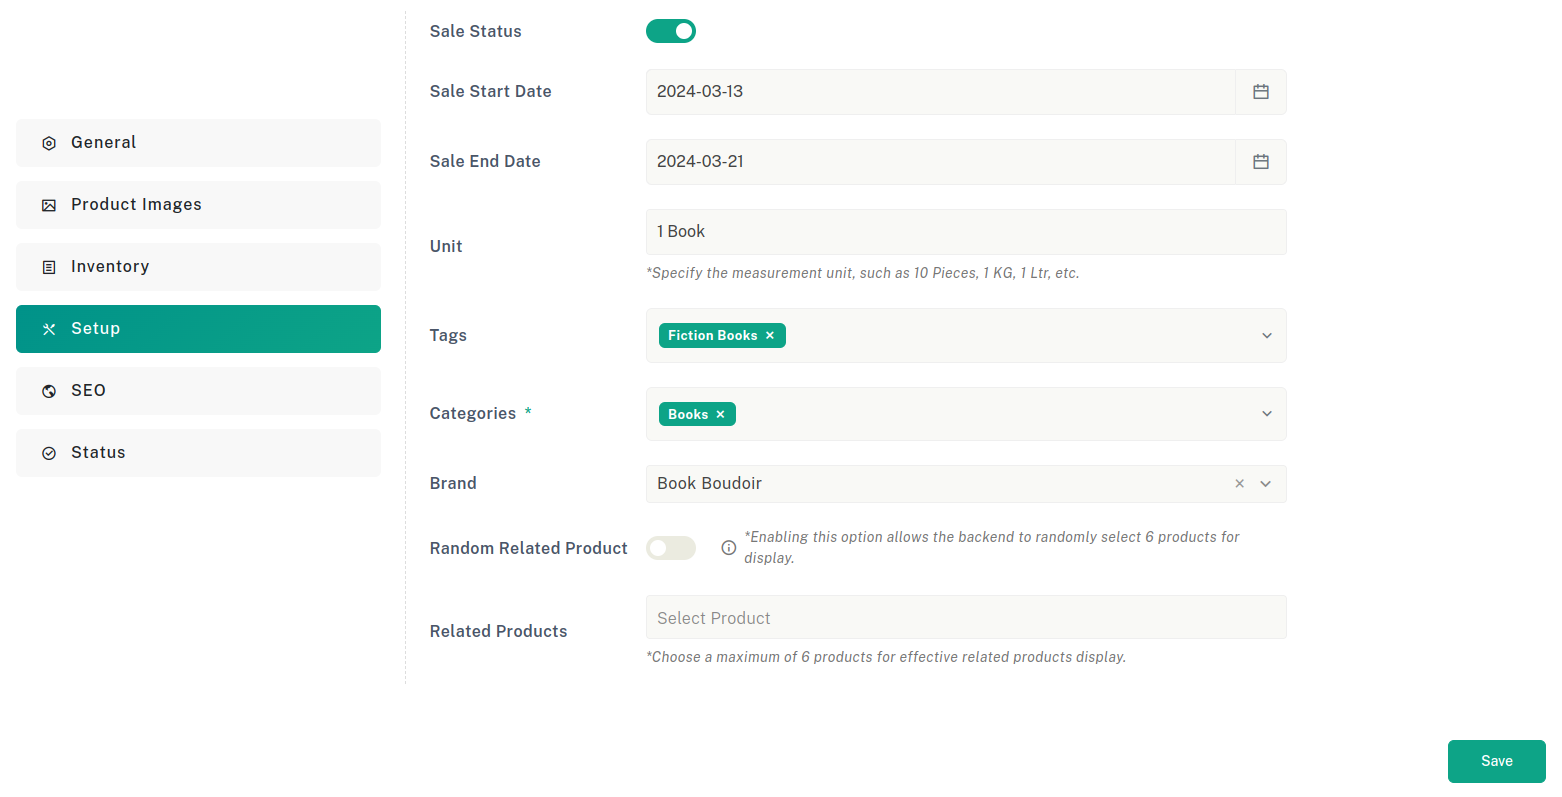 General
Product Images
Inventory
Setup
SEO
Status
Sale Status
Sale Start Date
2024-03-13
Sale End Date
2024-03-21
Unit
1 Book
*Specify the measurement unit, such as 10 Pieces, 1 KG, 1 Ltr, etc.
Tags
Fiction Books ×
Categories *
Books ×
Brand
Book Boudoir
Random Related Product
*Enabling this option allows the backend to randomly select 6 products for
display.
Related Products
Select Product
*Choose a maximum of 6 products for effective related products display.
Save